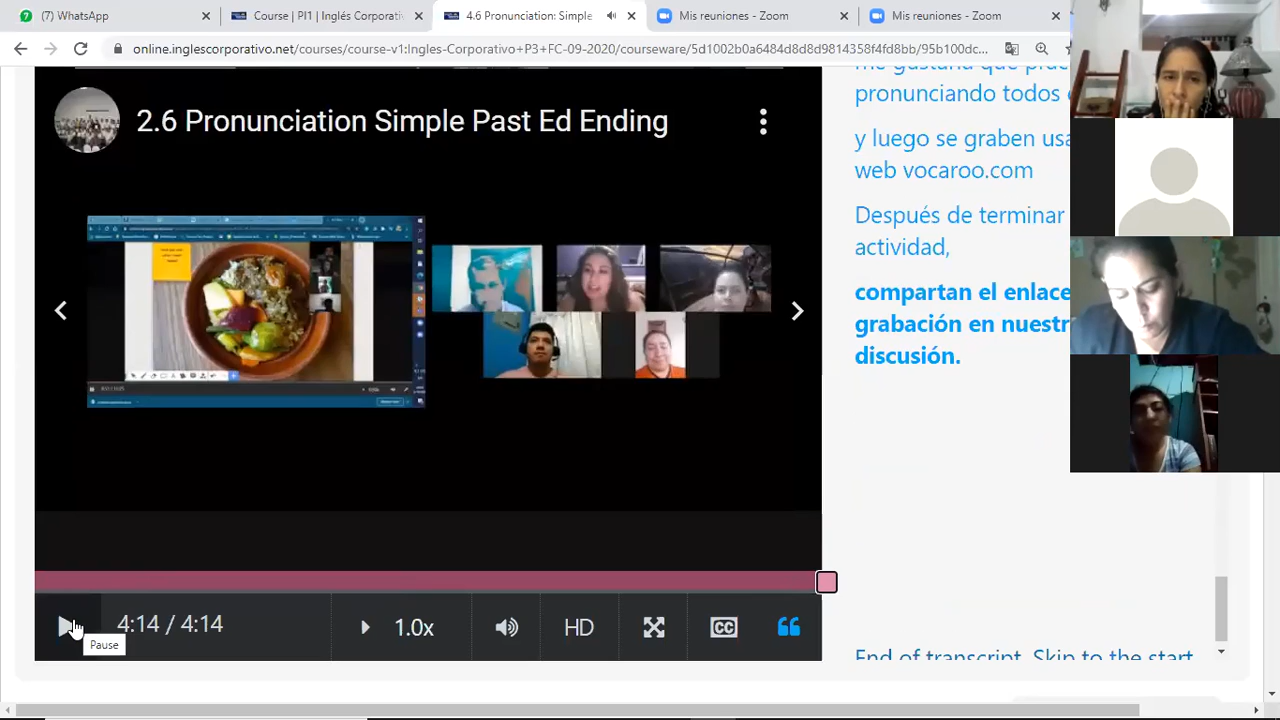 WhatsApp
Course | PI1 | Inglés Corporativ
4.6 Pronunciation: Simple
Mis reuniones - Zoom
Mis reuniones - Zoom
online.inglescorporativo.net/courses/course-v1:Ingles-Corporativo+P3+FC-09-2020/courseware/5d10c2b0a6484d8d8d9814358f4fd8bb/95b100dc...
2.6 Pronunciation Simple Past Ed Ending
pronunciando todos
y luego se graben usa
web vocaroo.com
Después de terminar
actividad,
compartan el enlace
grabación en nuestr
discusión.
End of transcript. Skip to the start
4:14 / 4:14
1.0x
HD
CC
Pause